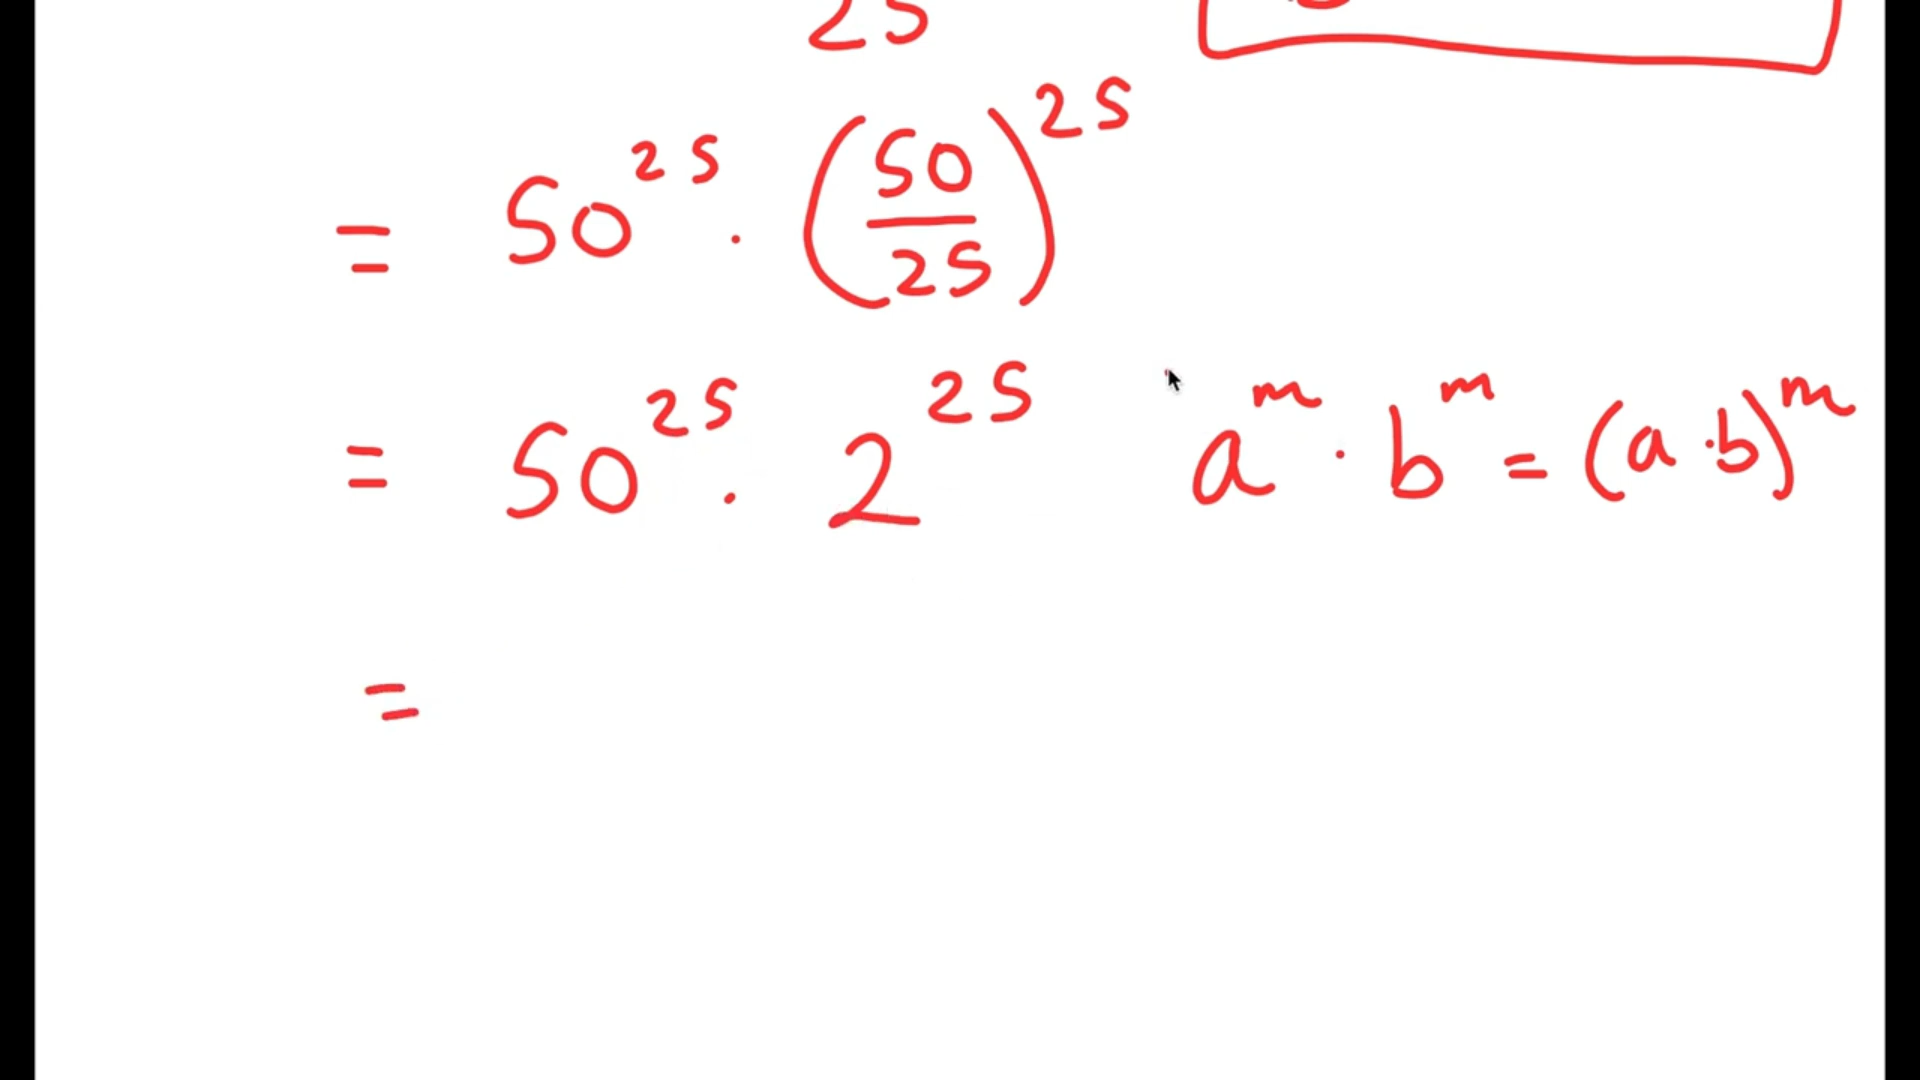 25
= 50^25 · (50/25)^25
= 50^25 · 2^25 a^m · b^m = (a·b)^m
=